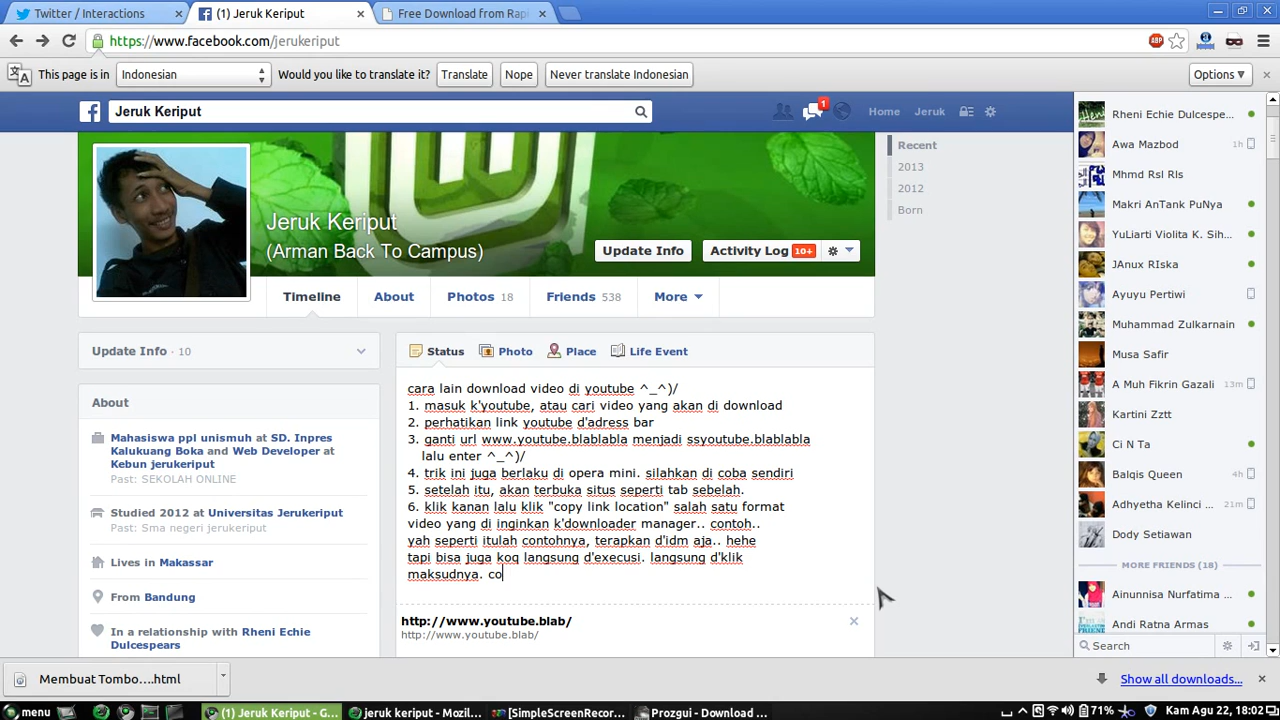 Twitter / Interactions
(1) Jeruk Keriput
Free Download from Rapi
https://www.facebook.com/jerukeriput
ABP
This page is in
Indonesian
Would you like to translate it?
Translate
Nope
Never translate Indonesian
Options
Jeruk Keriput
1
Home
Jeruk
Jeruk Keriput
(Arman Back To Campus)
Update Info
Activity Log 10+
Timeline
About
Photos 18
Friends 538
More
Recent
2013
2012
Born
Update Info · 10
About
Mahasiswa ppl unismuh at SD. Inpres
Kalukuang Boka and Web Developer at
Kebun jerukeriput
Past: SEKOLAH ONLINE
Studied 2012 at Universitas Jerukeriput
Past: Sma negeri jerukeriput
Lives in Makassar
From Bandung
In a relationship with Rheni Echie
Dulcespears
Status
Photo
Place
Life Event
cara lain download video di youtube ^_^)/
1. masuk k'youtube, atau cari video yang akan di download
2. perhatikan link youtube d'adress bar
3. ganti url www.youtube.blablabla menjadi ssyoutube.blablabla
lalu enter ^_^)/
4. trik ini juga berlaku di opera mini. silahkan di coba sendiri
5. setelah itu, akan terbuka situs seperti tab sebelah.
6. klik kanan lalu klik "copy link location" salah satu format
video yang di inginkan k'downloader manager.. contoh..
yah seperti itulah contohnya, terapkan d'idm aja.. hehe
tapi bisa juga koq langsung d'execusi. langsung d'klik
maksudnya. co
http://www.youtube.blab/
http://www.youtube.blab/
Rheni Echie Dulcespe...
Awa Mazbod 1h
Mhmd Rsl Rls
Makri AnTank PuNya
YuLiarti Violita K. Sih...
JAnux RIska
Ayuyu Pertiwi
Muhammad Zulkarnain
Musa Safir
A Muh Fikrin Gazali 13m
Kartini Zztt
Ci N Ta
Balqis Queen 4h
Adhyetha Kelinci ...
Dody Setiawan
MORE FRIENDS (18)
Ainunnisa Nurfatima ...
Andi Ratna Armas
Search
Membuat Tombo....html
Show all downloads...
menu
(1) Jeruk Keriput - G...
jeruk keriput - Mozil...
[SimpleScreenRecor...
Prozgui - Download ...
71%
Kam Agu 22, 18:02